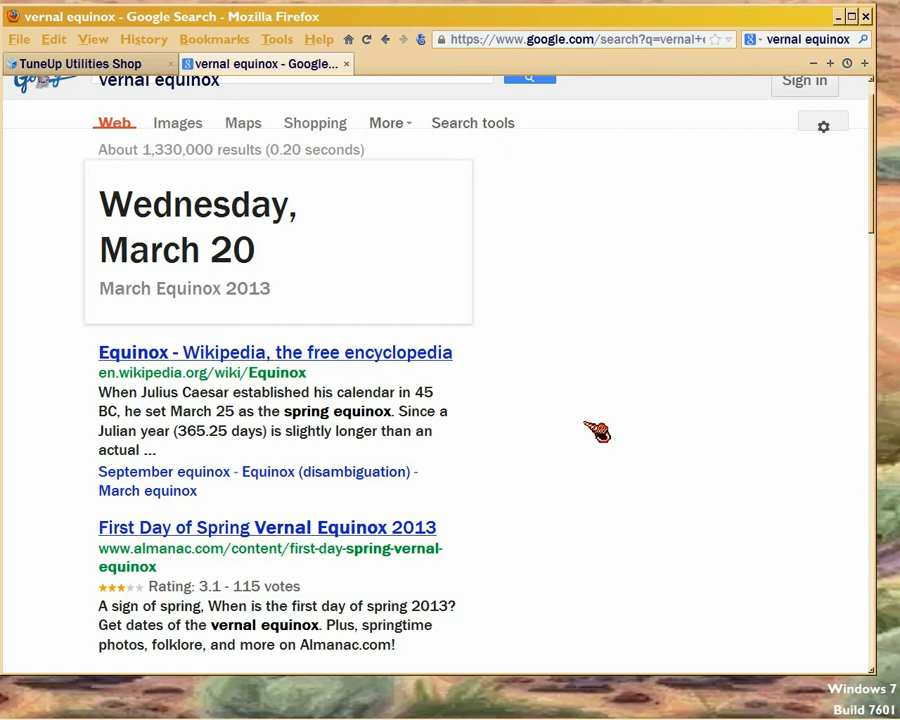 vernal equinox - Google Search - Mozilla Firefox
File Edit View History Bookmarks Tools Help https://www.google.com/search?q=vernal+e vernal equinox
TuneUp Utilities Shop × vernal equinox - Google... ×
vernal equinox Sign in
Web Images Maps Shopping More Search tools
About 1,330,000 results (0.20 seconds)
Wednesday,
March 20
March Equinox 2013
Equinox - Wikipedia, the free encyclopedia
en.wikipedia.org/wiki/Equinox
When Julius Caesar established his calendar in 45
BC, he set March 25 as the spring equinox. Since a
Julian year (365.25 days) is slightly longer than an
actual ...
September equinox - Equinox (disambiguation) -
March equinox
First Day of Spring Vernal Equinox 2013
www.almanac.com/content/first-day-spring-vernal-
equinox
Rating: 3.1 - 115 votes
A sign of spring, When is the first day of spring 2013?
Get dates of the vernal equinox. Plus, springtime
photos, folklore, and more on Almanac.com!
Windows 7
Build 7601